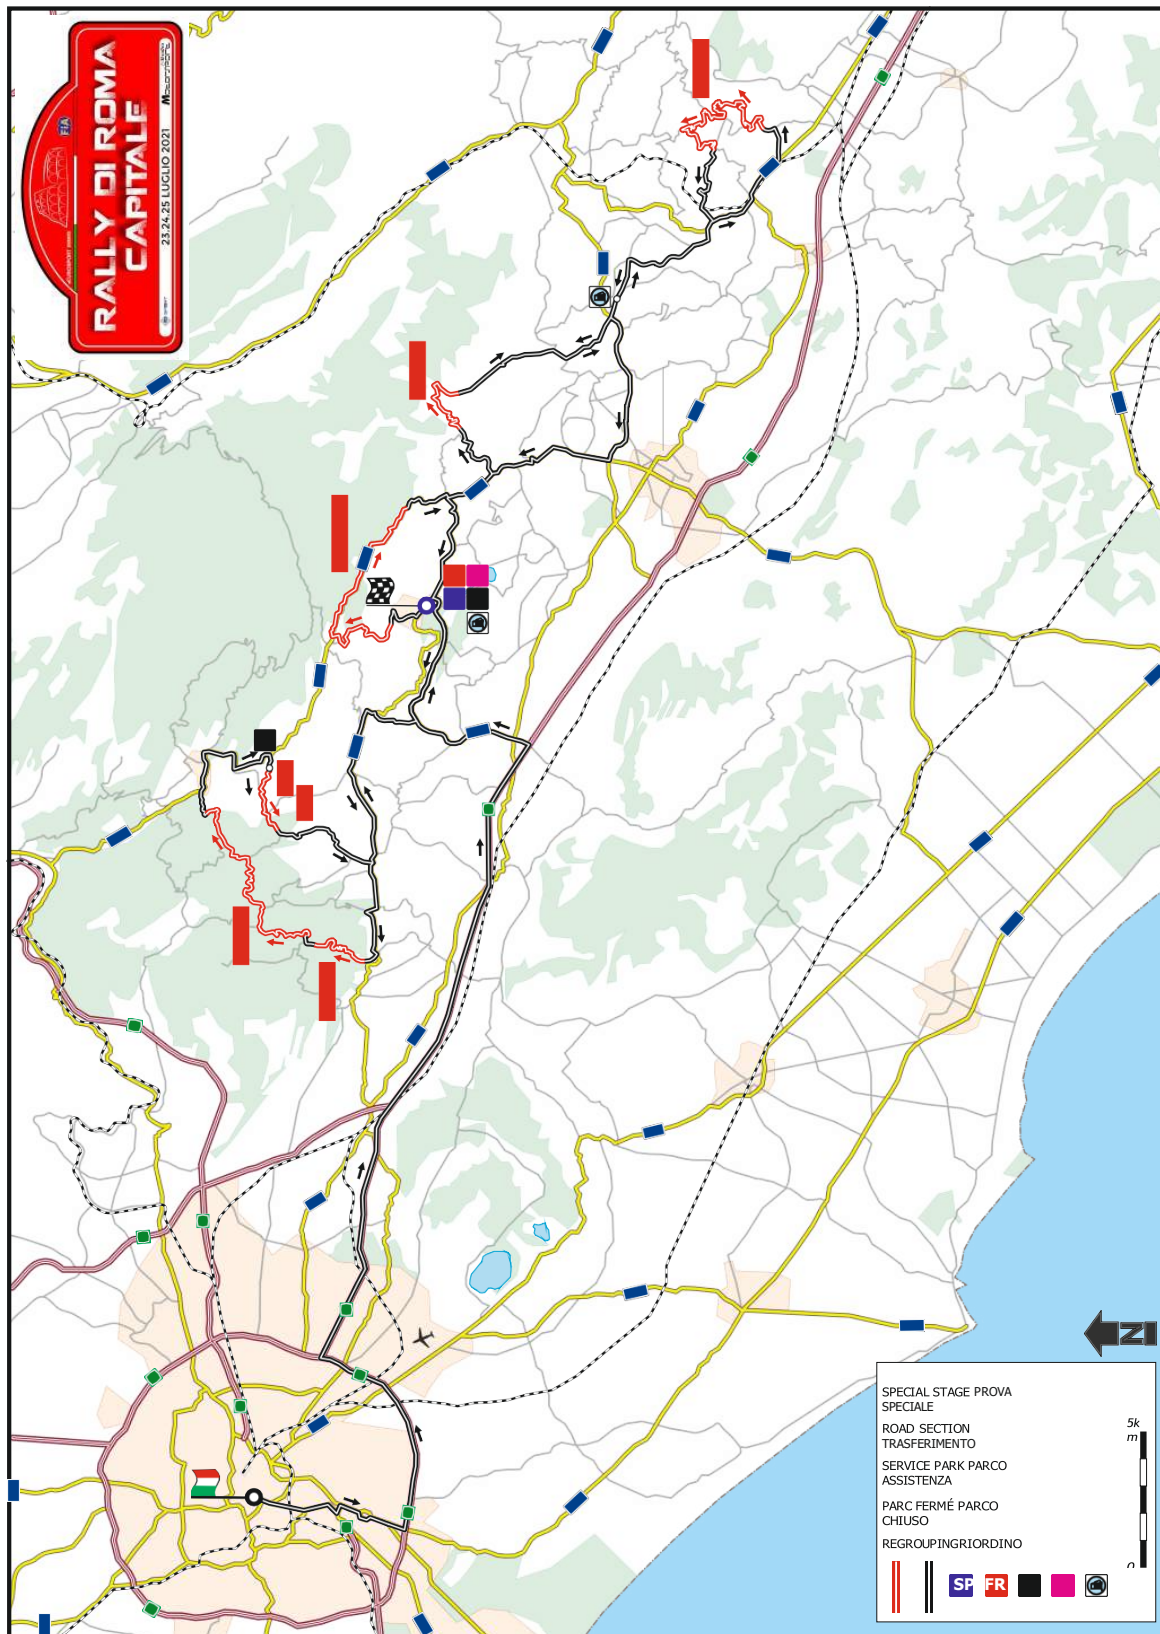 RALLY DI ROMA
CAPITALE
23.24.25 LUGLIO 2021
FIA
SPECIAL STAGE PROVA
SPECIALE
ROAD SECTION
TRASFERIMENTO
SERVICE PARK PARCO
ASSISTENZA
PARC FERMÉ PARCO
CHIUSO
REGROUPINGRIORDINO
5k
m
0
SP
FR
N